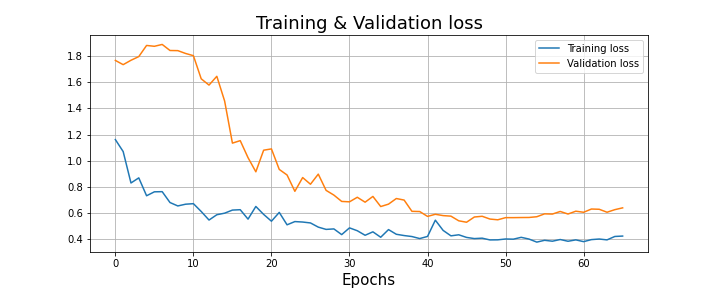 Training & Validation loss
Training loss
Validation loss
1.8
1.6
1.4
1.2
1.0
0.8
0.6
0.4
0 10 20 30 40 50 60
Epochs